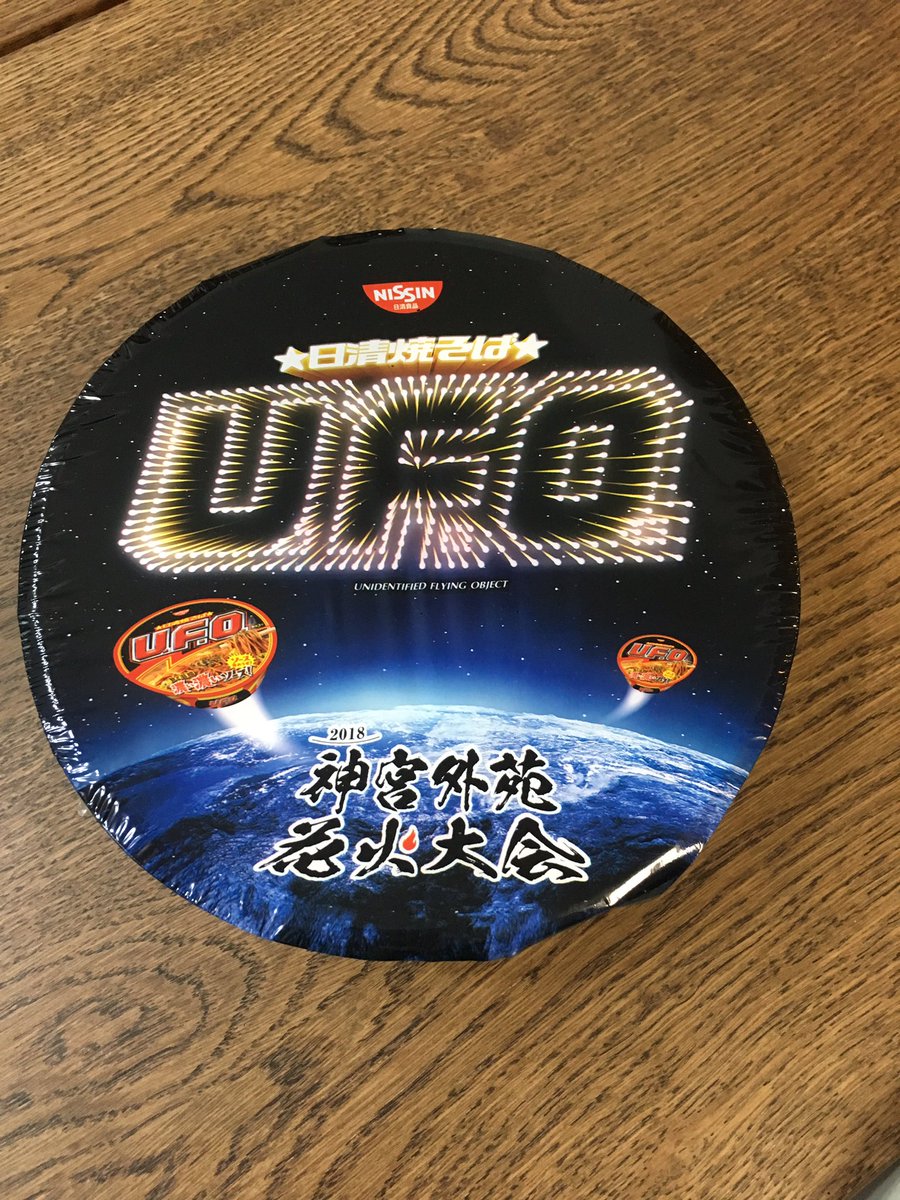 NISSIN
日清食品
★日清焼そば★
UFO
UNIDENTIFIED FLYING OBJECT
U.F.O.
U.F.O.
2018
神宮外苑
花火大会